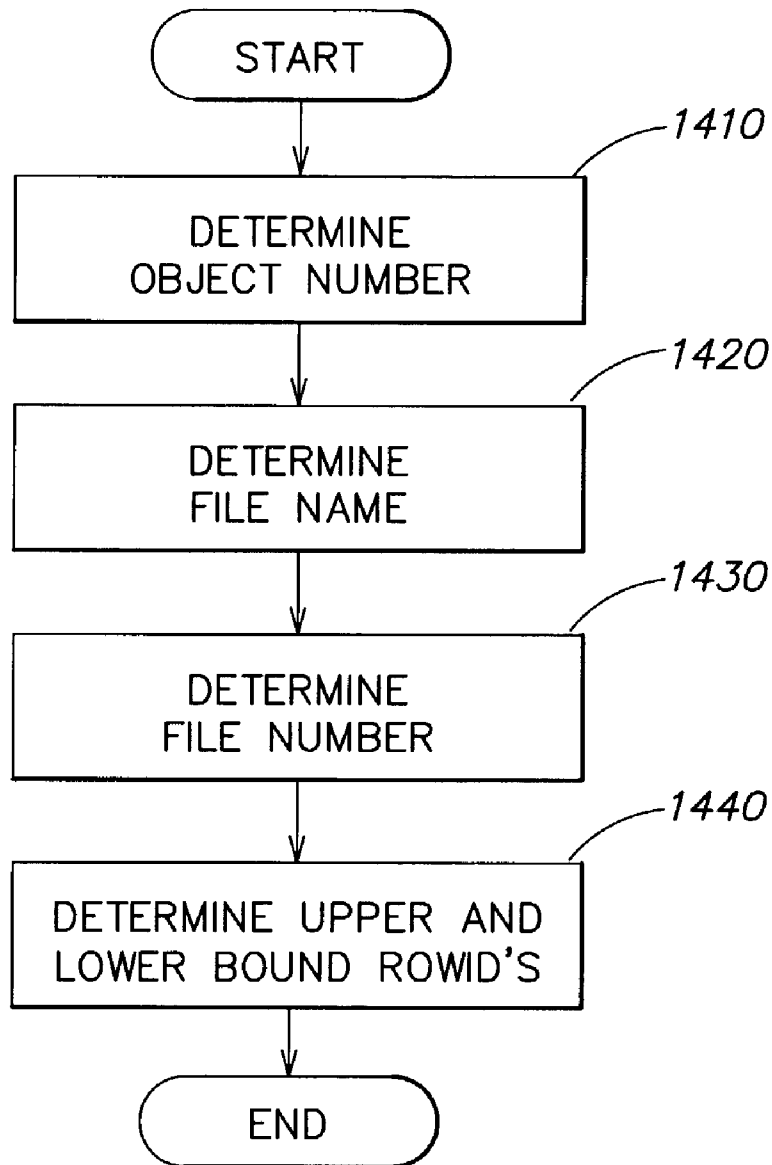 START
1410
DETERMINE
OBJECT NUMBER
1420
DETERMINE
FILE NAME
1430
DETERMINE
FILE NUMBER
1440
DETERMINE UPPER AND
LOWER BOUND ROWID'S
END